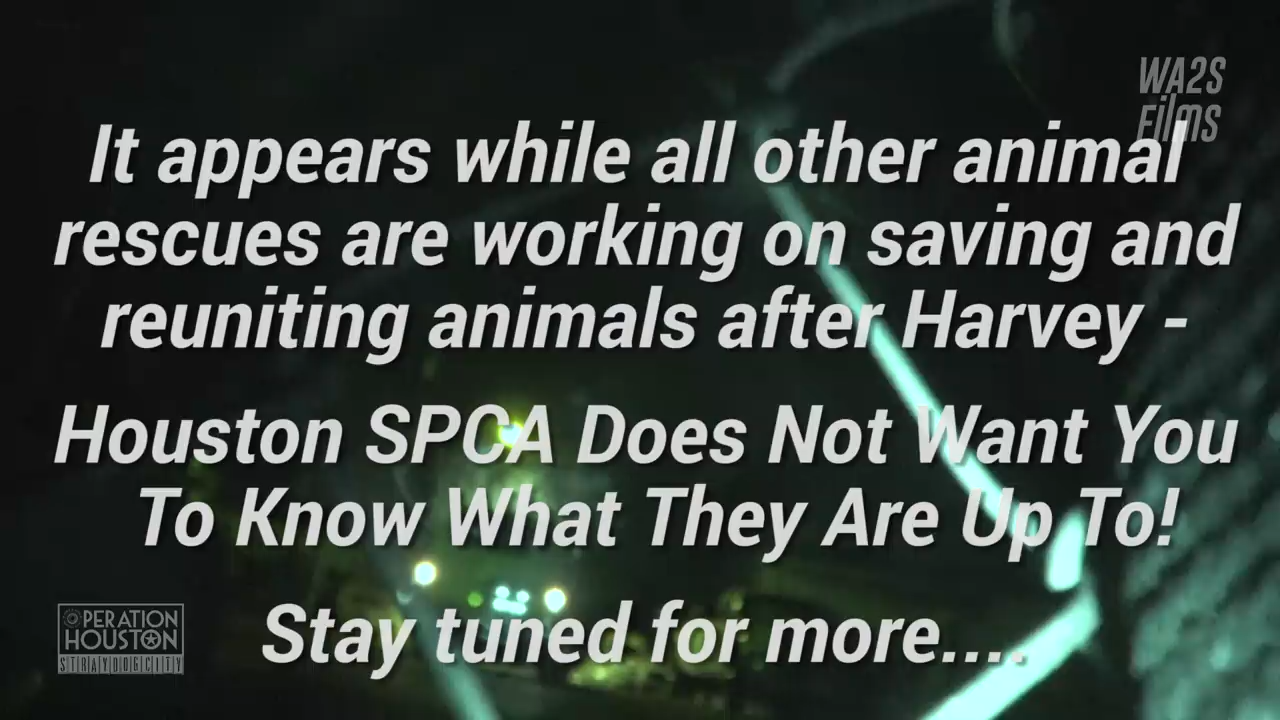 WA2S
Films
It appears while all other animal
rescues are working on saving and
reuniting animals after Harvey -
Houston SPCA Does Not Want You
To Know What They Are Up To!
Stay tuned for more....
OPERATION
HOUSTON
STRAYDOGCITY